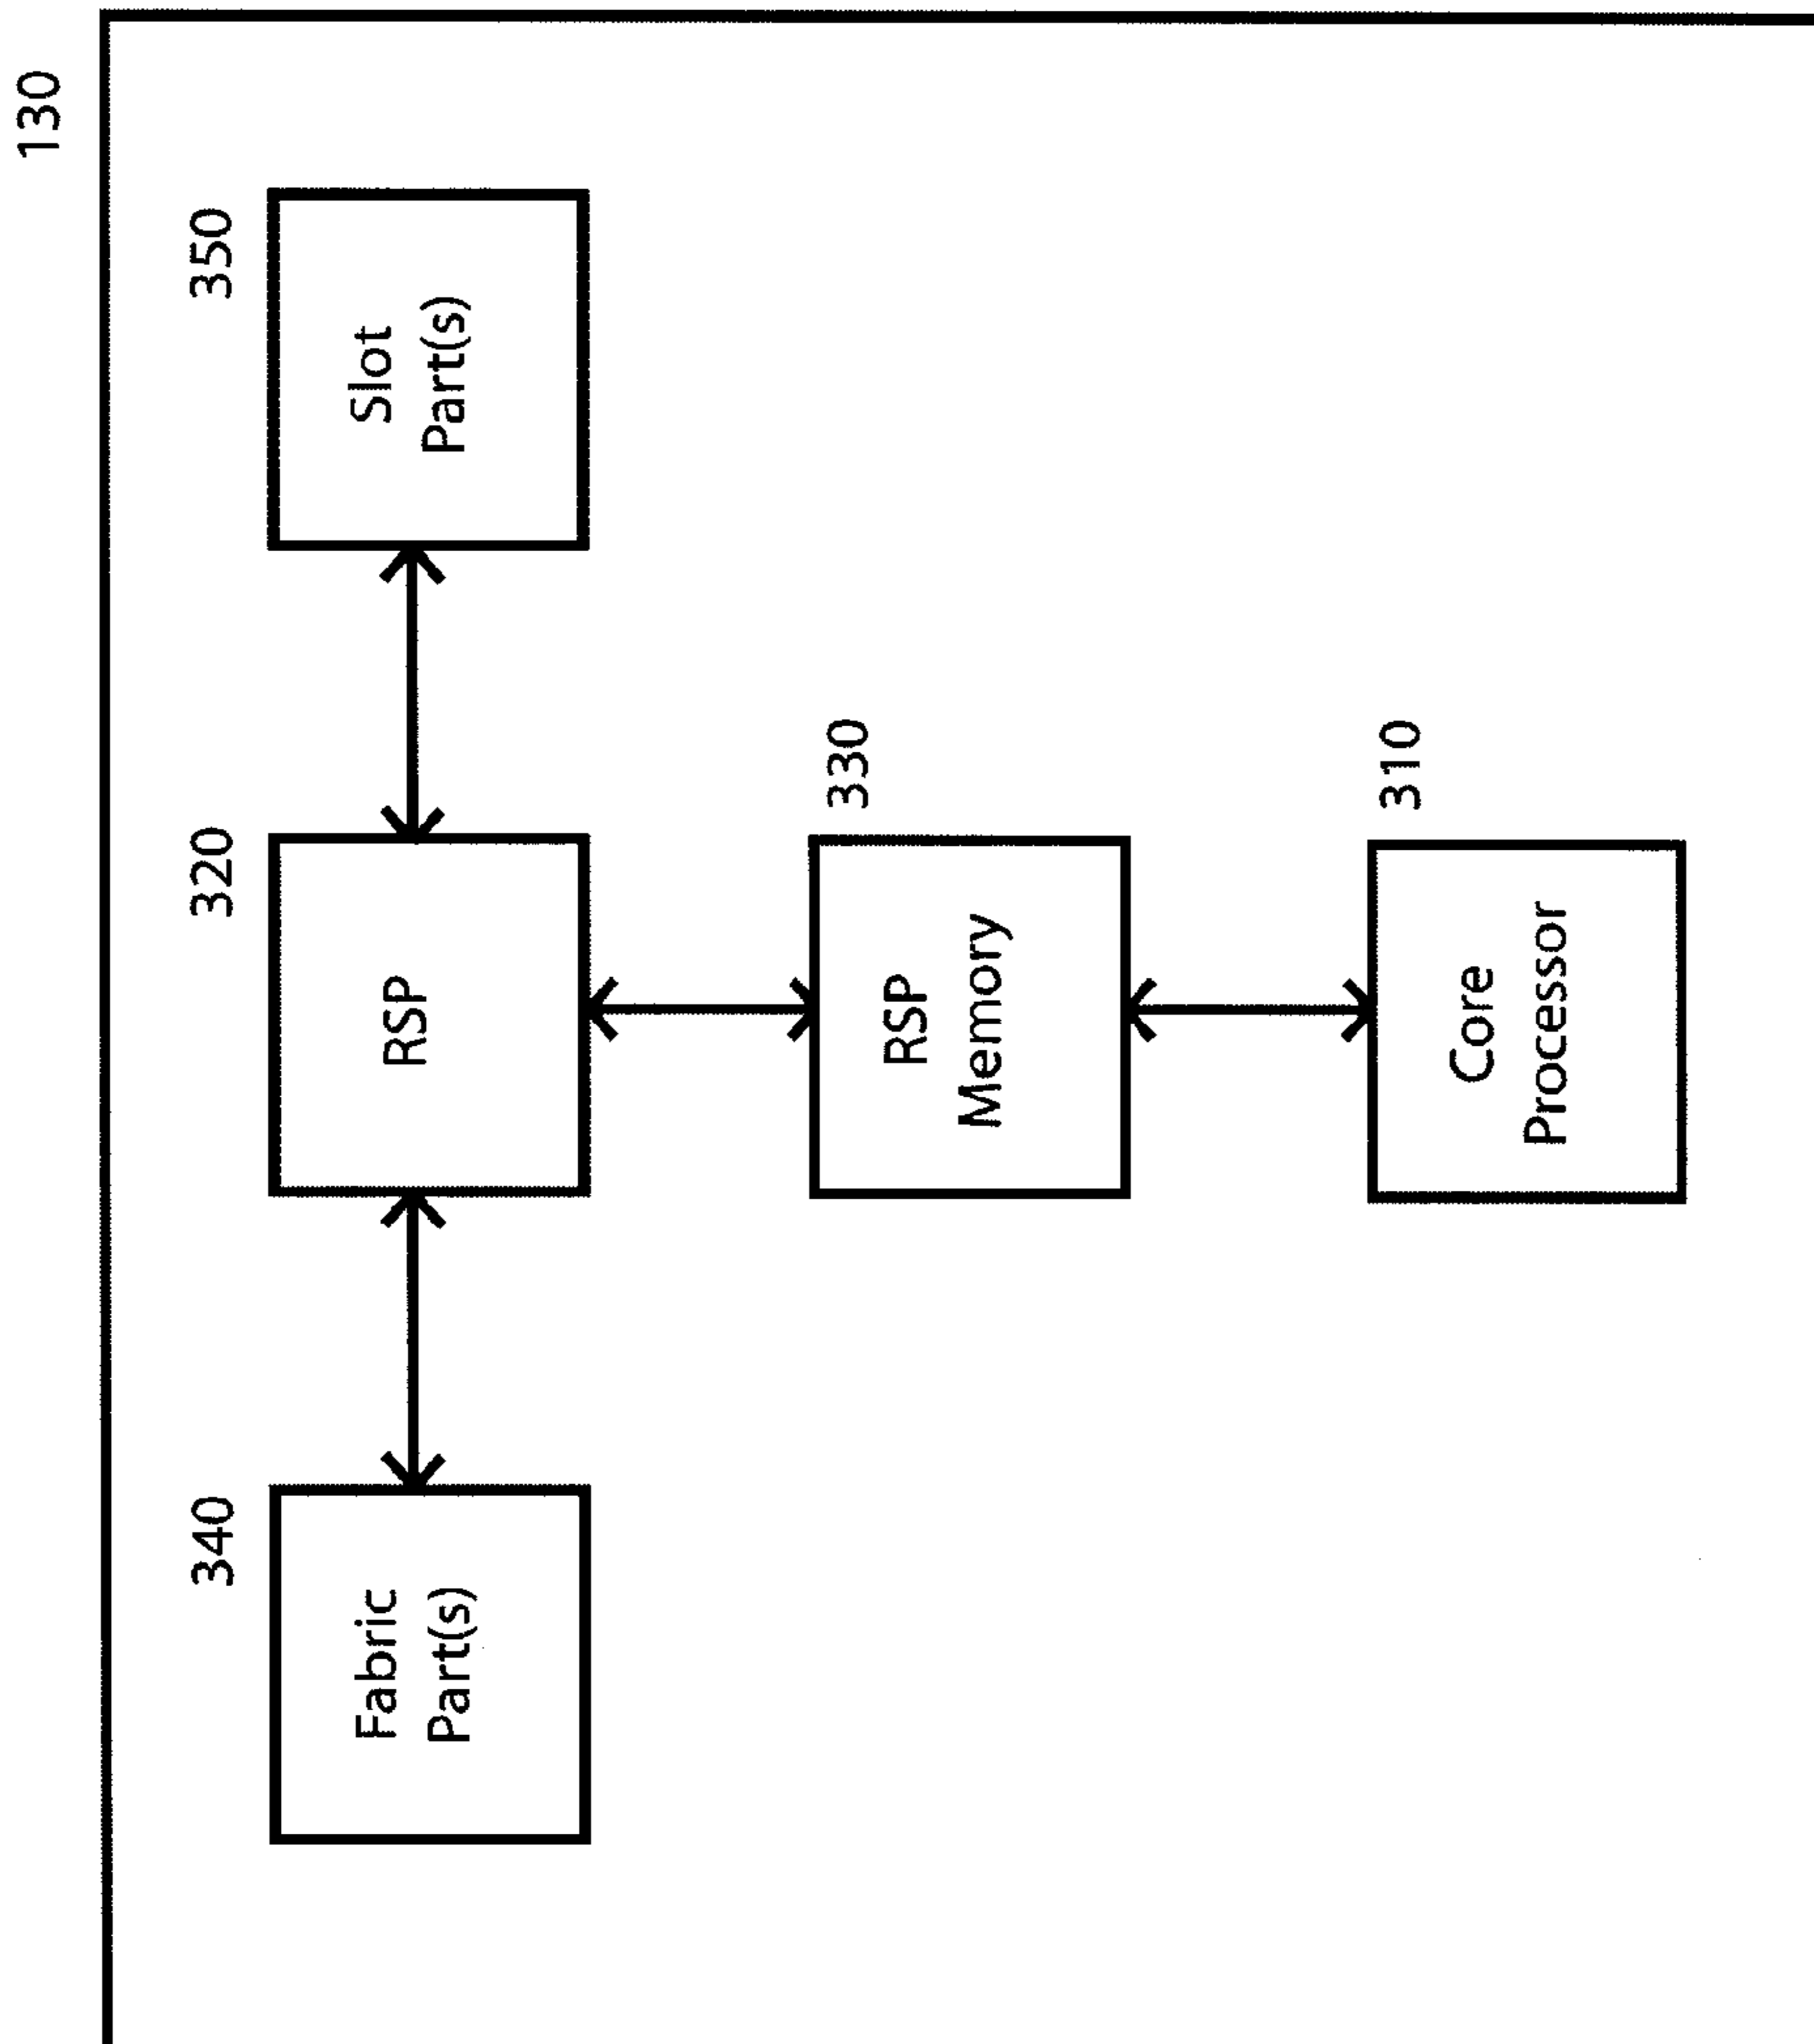 130
340
Fabric
Part(s)
320
RSP
350
Slot
Part(s)
330
RSP
Memory
310
Core
Processor